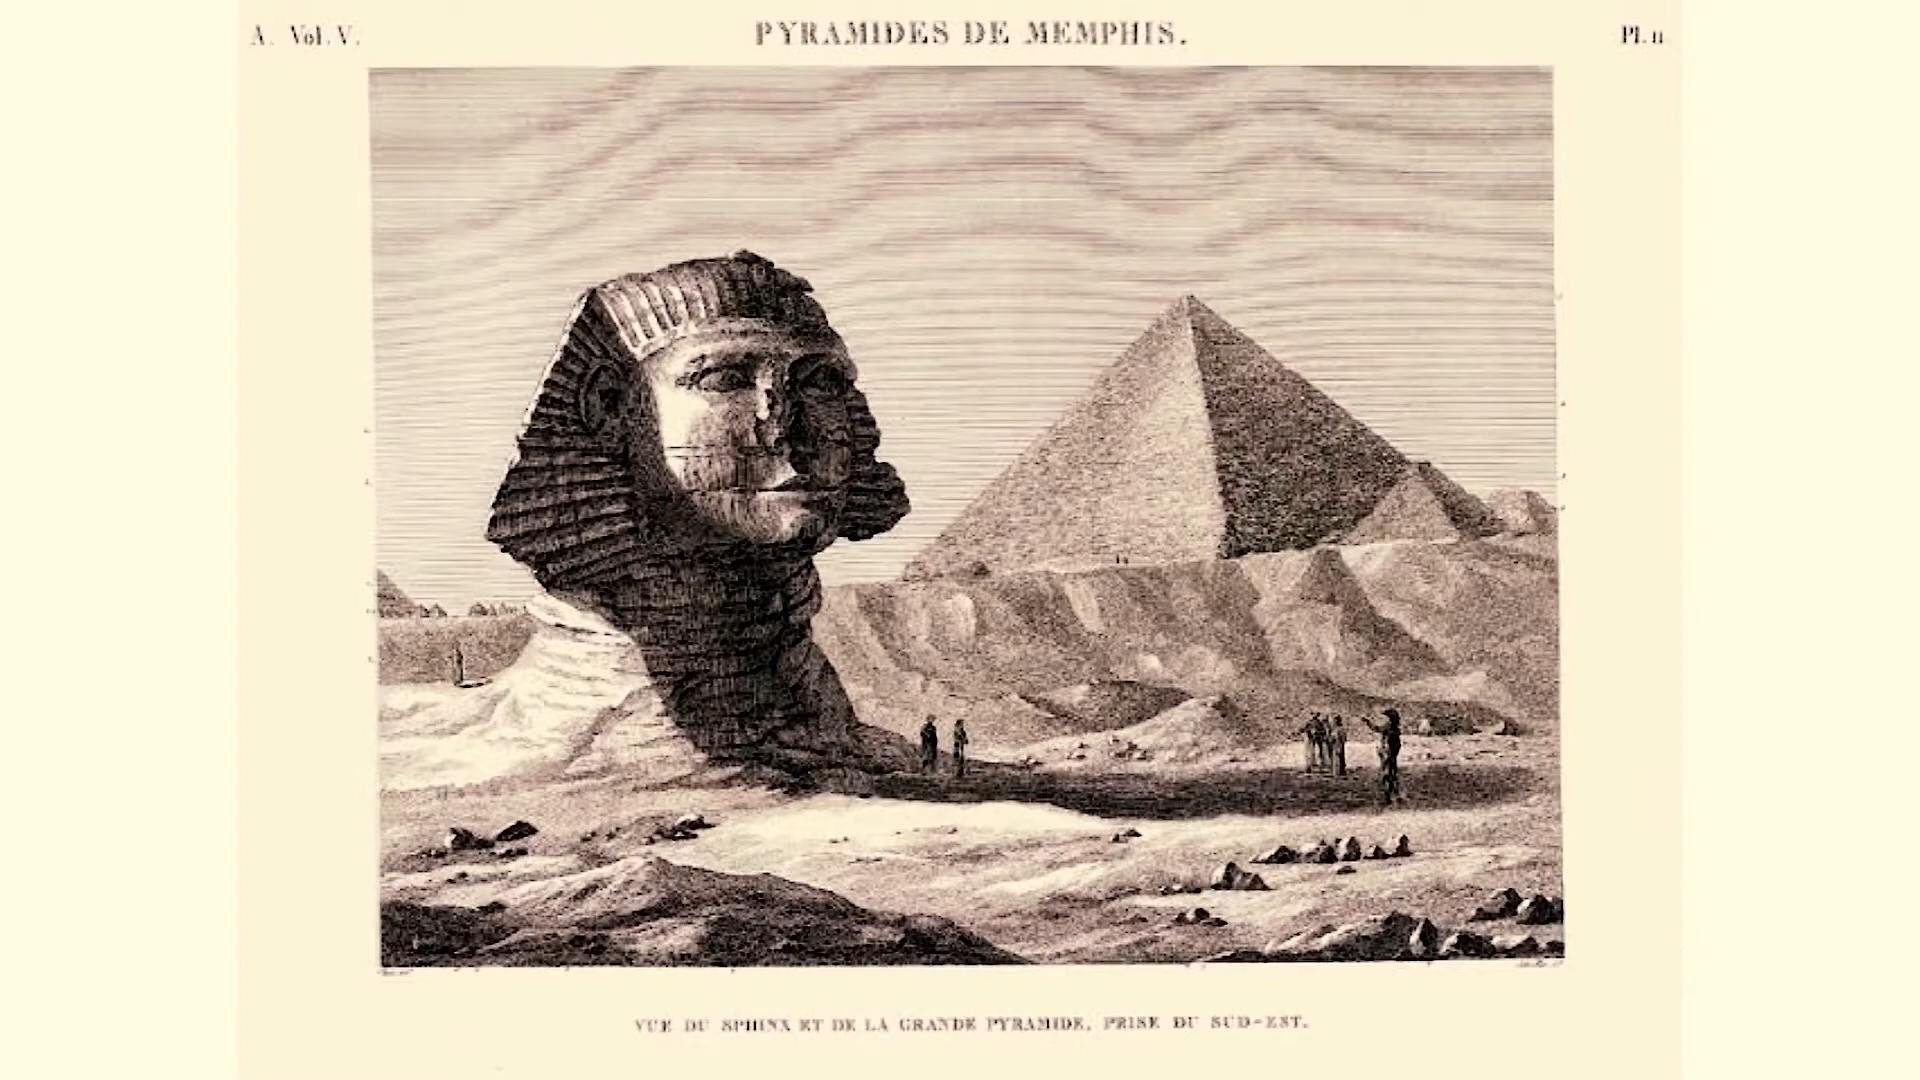 A. Vol. V.
PYRAMIDES DE MEMPHIS.
Pl. 11
VUE DU SPHINX ET DE LA GRANDE PYRAMIDE, PRISE DU SUD-EST.